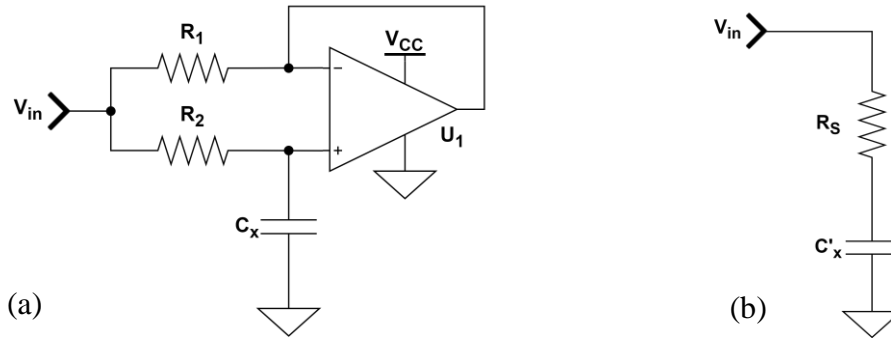 R1
Vin
R2
VCC
−
+
U1
Cx
(a)
Vin
RS
C'x
(b)